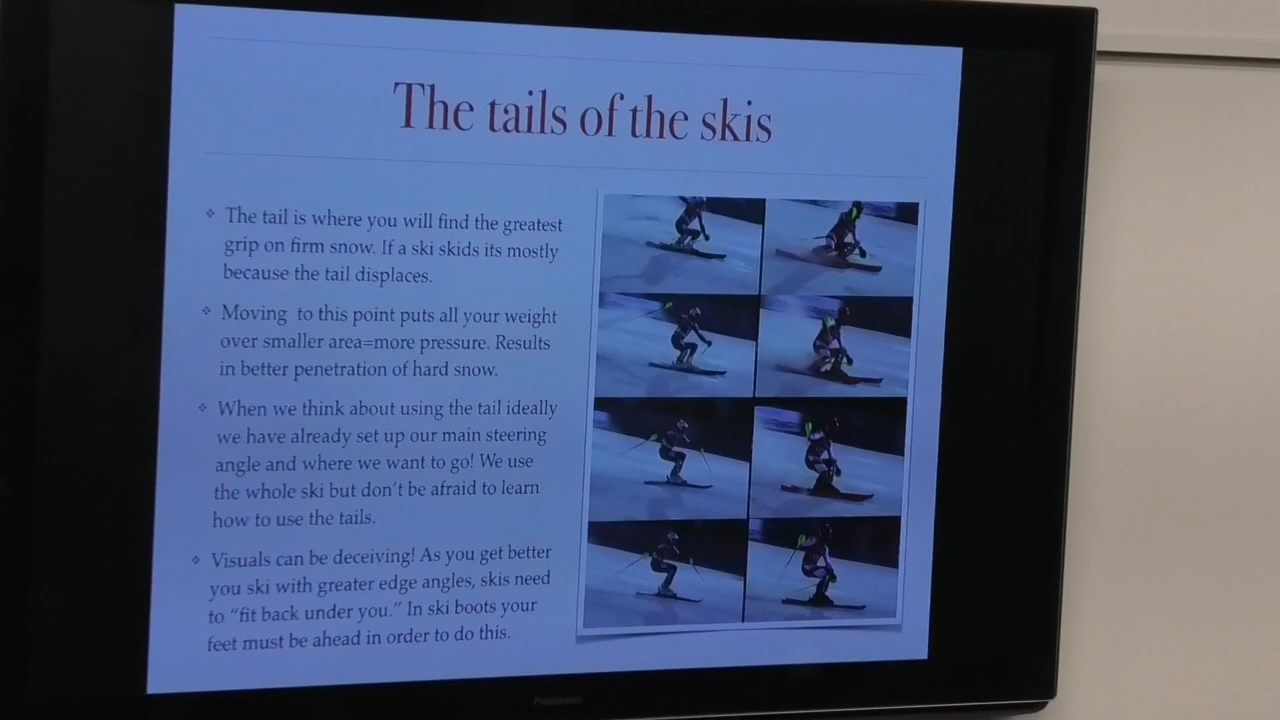 The tails of the skis
The tail is where you will find the greatest
grip on firm snow. If a ski skids its mostly
because the tail displaces.
Moving to this point puts all your weight
over smaller area=more pressure. Results
in better penetration of hard snow.
When we think about using the tail ideally
we have already set up our main steering
angle and where we want to go! We use
the whole ski but don't be afraid to learn
how to use the tails.
Visuals can be deceiving! As you get better
you ski with greater edge angles, skis need
to “fit back under you.” In ski boots your
feet must be ahead in order to do this.
Panasonic